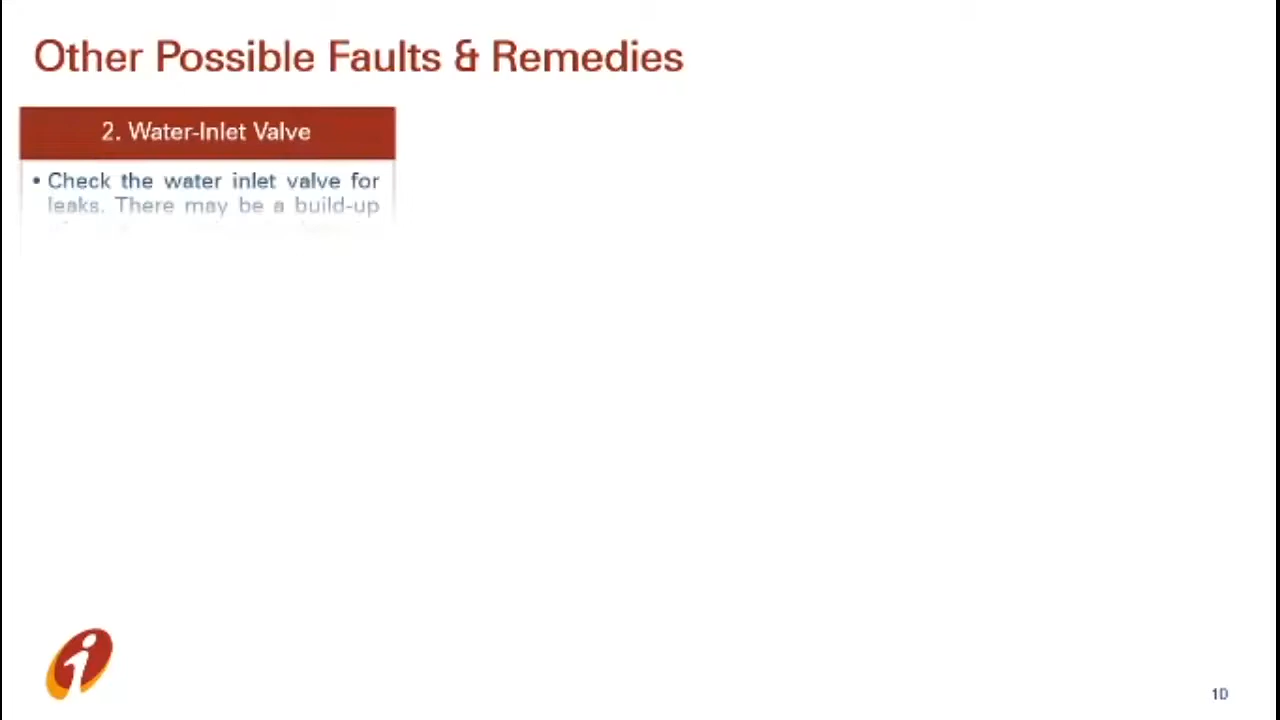 Other Possible Faults & Remedies
2. Water-Inlet Valve
• Check the water inlet valve for
leaks. There may be a build-up
10